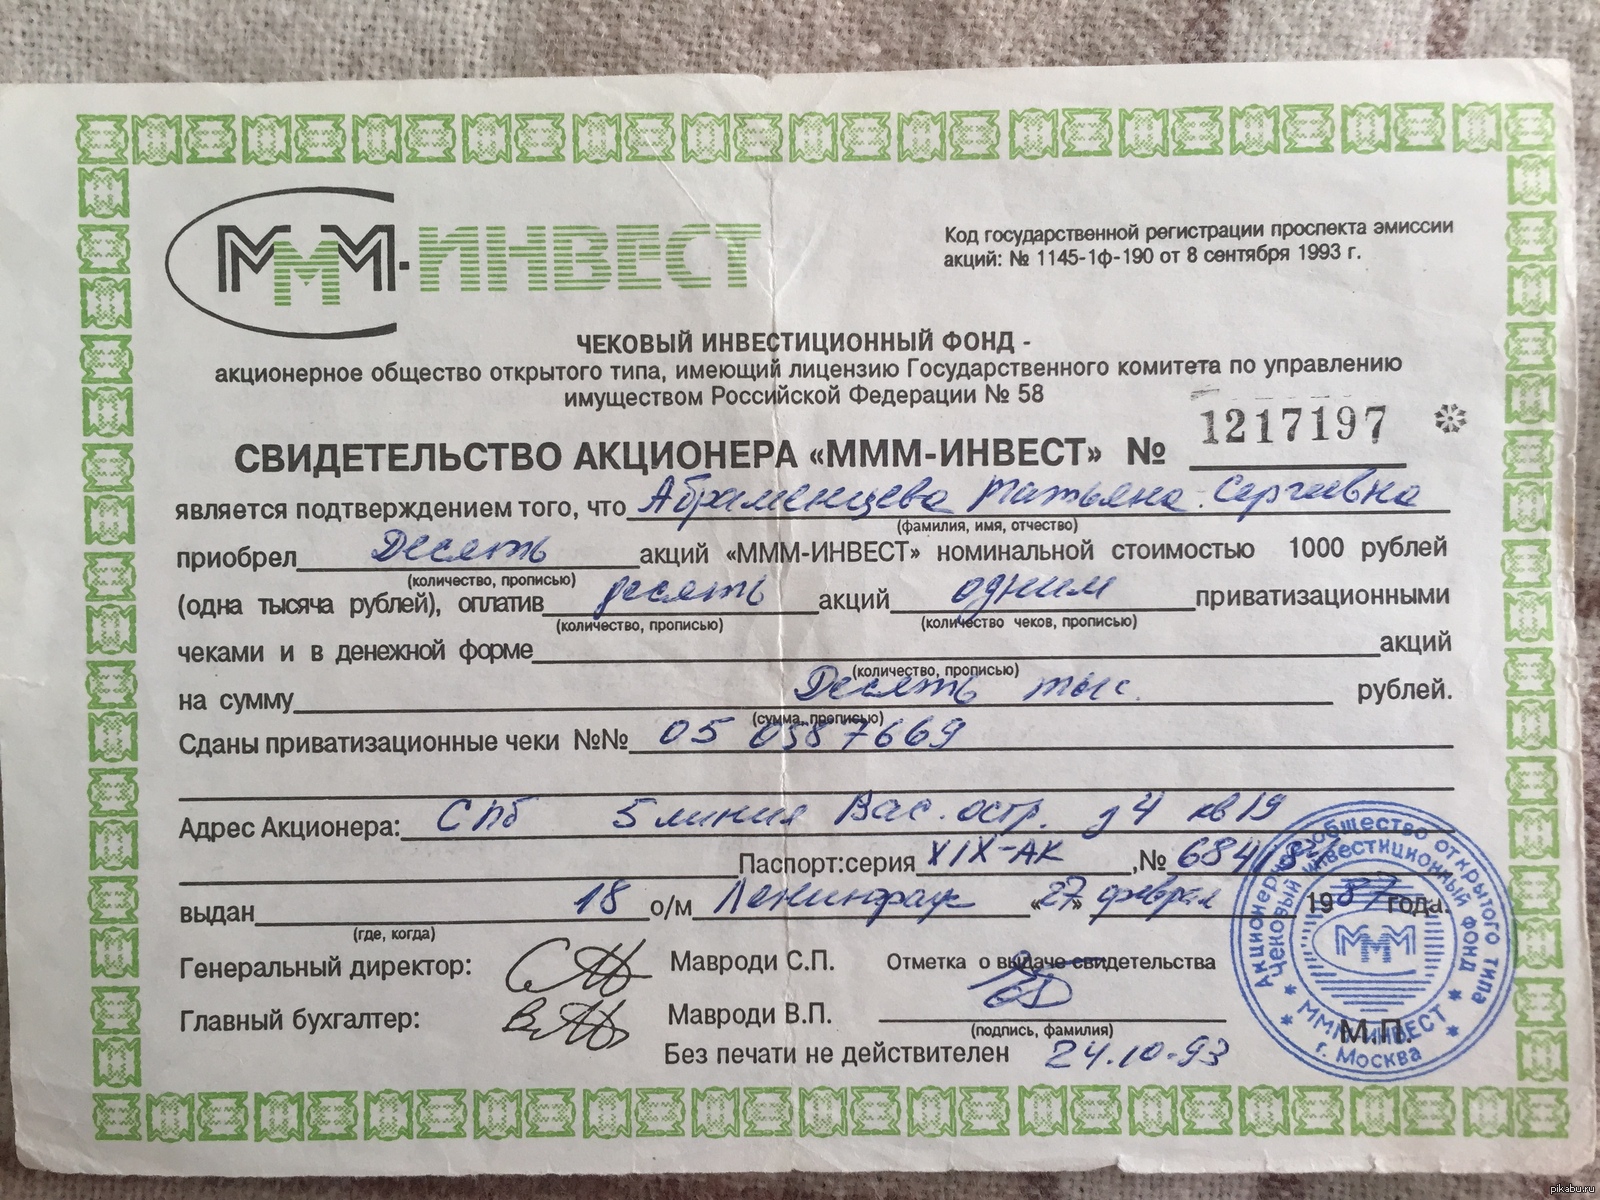 МММ-ИНВЕСТ
Код государственной регистрации проспекта эмиссии
акций: № 1145-1ф-190 от 8 сентября 1993 г.
ЧЕКОВЫЙ ИНВЕСТИЦИОННЫЙ ФОНД -
акционерное общество открытого типа, имеющий лицензию Государственного комитета по управлению
имуществом Российской Федерации № 58
СВИДЕТЕЛЬСТВО АКЦИОНЕРА «МММ-ИНВЕСТ» № 1217197
является подтверждением того, что Абраменцева Татьяна Сергеевна
(фамилия, имя, отчество)
приобрел Десять акций «МММ-ИНВЕСТ» номинальной стоимостью 1000 рублей
(количество, прописью)
(одна тысяча рублей), оплатив десять акций одним приватизационными
(количество, прописью) (количество чеков, прописью)
чеками и в денежной форме акций
(количество, прописью)
на сумму Десять тыс. рублей.
(сумма, прописью)
Сданы приватизационные чеки №№ 05 0387669
Адрес Акционера: СПб 5 линия Вас. остр. д 4 кв 19
Паспорт:серия XIX-АК , №
выдан 18 о/м Ленинград «27» феврал 1987 года.
(где, когда)
Генеральный директор: Мавроди С.П. Отметка о выдаче свидетельства
Главный бухгалтер: Мавроди В.П.
(подпись, фамилия)
Без печати не действителен 24.10-93
М.П.
Акционерное общество открытого типа
Чековый инвестиционный фонд
МММ
МММ-ИНВЕСТ
г. Москва
pikabu.ru